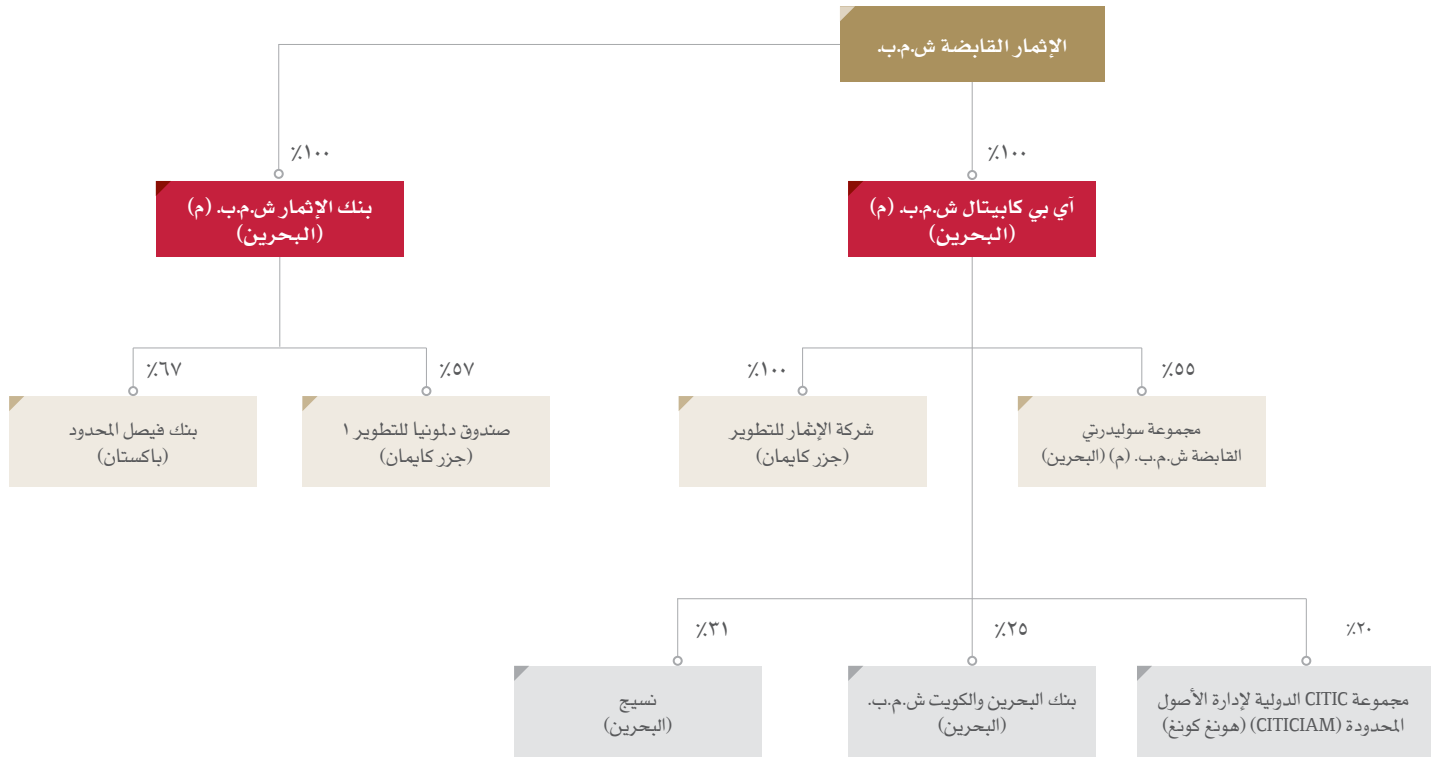 الإثمار القابضة ش.م.ب.
٪١٠٠
آي بي كابيتال ش.م.ب. (م)
(البحرين)
٪١٠٠
بنك الإثمار ش.م.ب. (م)
(البحرين)
٪٥٥
مجموعة سوليدرتي
القابضة ش.م.ب. (م) (البحرين)
٪١٠٠
شركة الإثمار للتطوير
(جزر كايمان)
٪٥٧
صندوق دلمونيا للتطوير ١
(جزر كايمان)
٪٦٧
بنك فيصل المحدود
(باكستان)
٪٢٠
مجموعة CITIC الدولية لإدارة الأصول
المحدودة (CITICIAM) (هونغ كونغ)
٪٢٥
بنك البحرين والكويت ش.م.ب.
(البحرين)
٪٣١
نسيج
(البحرين)